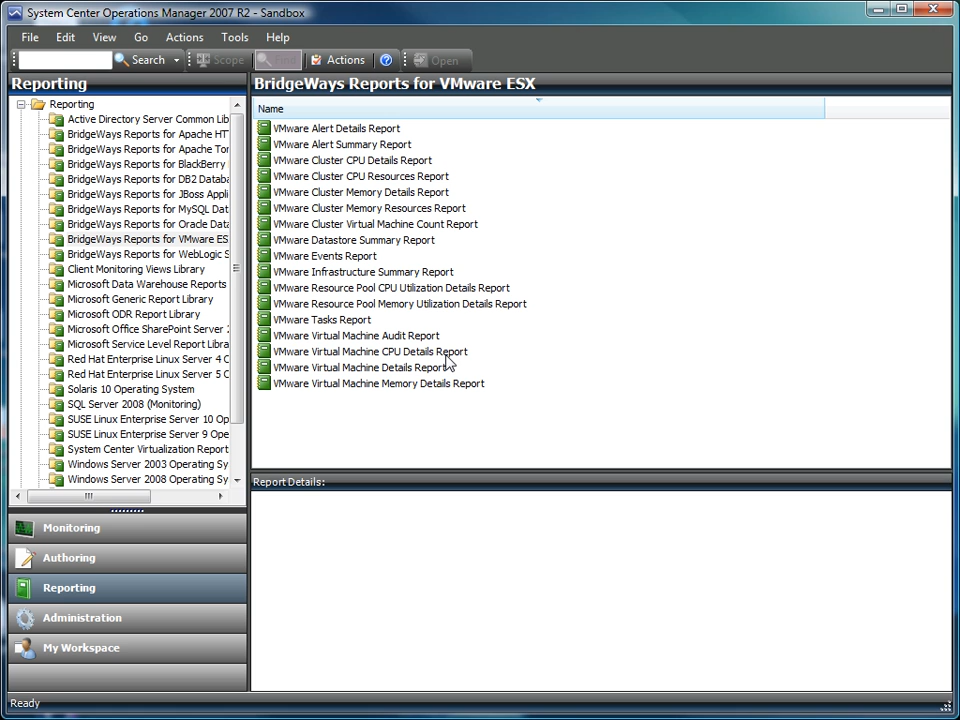 System Center Operations Manager 2007 R2 - Sandbox
File Edit View Go Actions Tools Help
Search Scope Find Actions Open
Reporting
Reporting
Active Directory Server Common Lib
BridgeWays Reports for Apache HT
BridgeWays Reports for Apache Tor
BridgeWays Reports for BlackBerry
BridgeWays Reports for DB2 Databa
BridgeWays Reports for JBoss Appli
BridgeWays Reports for MySQL Dat
BridgeWays Reports for Oracle Data
BridgeWays Reports for VMware ES
BridgeWays Reports for WebLogic S
Client Monitoring Views Library
Microsoft Data Warehouse Reports
Microsoft Generic Report Library
Microsoft ODR Report Library
Microsoft Office SharePoint Server 2
Microsoft Service Level Report Libra
Red Hat Enterprise Linux Server 4 O
Red Hat Enterprise Linux Server 5 O
Solaris 10 Operating System
SQL Server 2008 (Monitoring)
SUSE Linux Enterprise Server 10 Op
SUSE Linux Enterprise Server 9 Ope
System Center Virtualization Report
Windows Server 2003 Operating Sy
Windows Server 2008 Operating Sy
Monitoring
Authoring
Reporting
Administration
My Workspace
BridgeWays Reports for VMware ESX
Name
VMware Alert Details Report
VMware Alert Summary Report
VMware Cluster CPU Details Report
VMware Cluster CPU Resources Report
VMware Cluster Memory Details Report
VMware Cluster Memory Resources Report
VMware Cluster Virtual Machine Count Report
VMware Datastore Summary Report
VMware Events Report
VMware Infrastructure Summary Report
VMware Resource Pool CPU Utilization Details Report
VMware Resource Pool Memory Utilization Details Report
VMware Tasks Report
VMware Virtual Machine Audit Report
VMware Virtual Machine CPU Details Report
VMware Virtual Machine Details Report
VMware Virtual Machine Memory Details Report
Report Details:
Ready